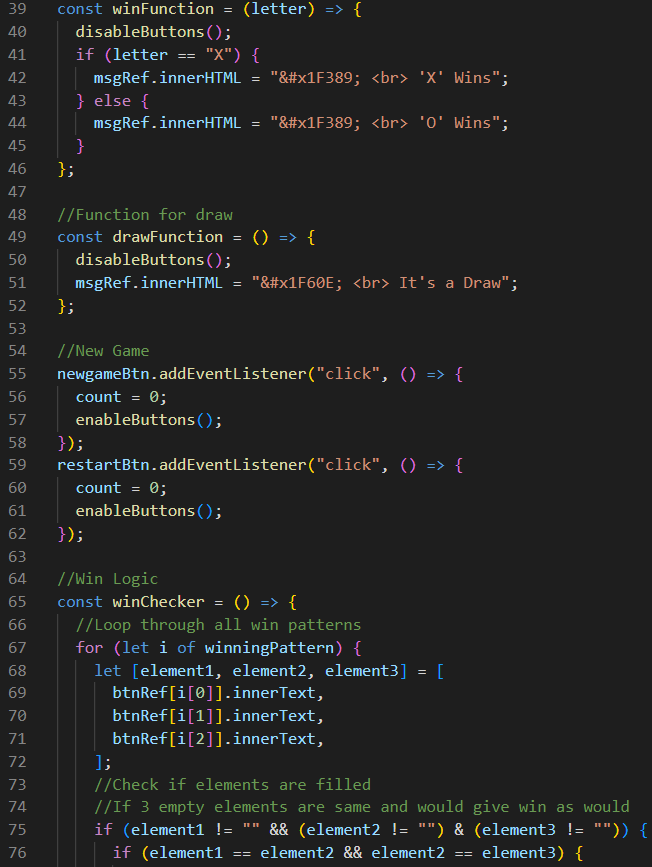 39 const winFunction = (letter) => {
40 disableButtons();
41 if (letter == "X") {
42 msgRef.innerHTML = "&#x1F389; <br> 'X' Wins";
43 } else {
44 msgRef.innerHTML = "&#x1F389; <br> 'O' Wins";
45 }
46 };
47
48 //Function for draw
49 const drawFunction = () => {
50 disableButtons();
51 msgRef.innerHTML = "&#x1F60E; <br> It's a Draw";
52 };
53
54 //New Game
55 newgameBtn.addEventListener("click", () => {
56 count = 0;
57 enableButtons();
58 });
59 restartBtn.addEventListener("click", () => {
60 count = 0;
61 enableButtons();
62 });
63
64 //Win Logic
65 const winChecker = () => {
66 //Loop through all win patterns
67 for (let i of winningPattern) {
68 let [element1, element2, element3] = [
69 btnRef[i[0]].innerText,
70 btnRef[i[1]].innerText,
71 btnRef[i[2]].innerText,
72 ];
73 //Check if elements are filled
74 //If 3 empty elements are same and would give win as would
75 if (element1 != "" && (element2 != "") & (element3 != "")) {
76 if (element1 == element2 && element2 == element3) {